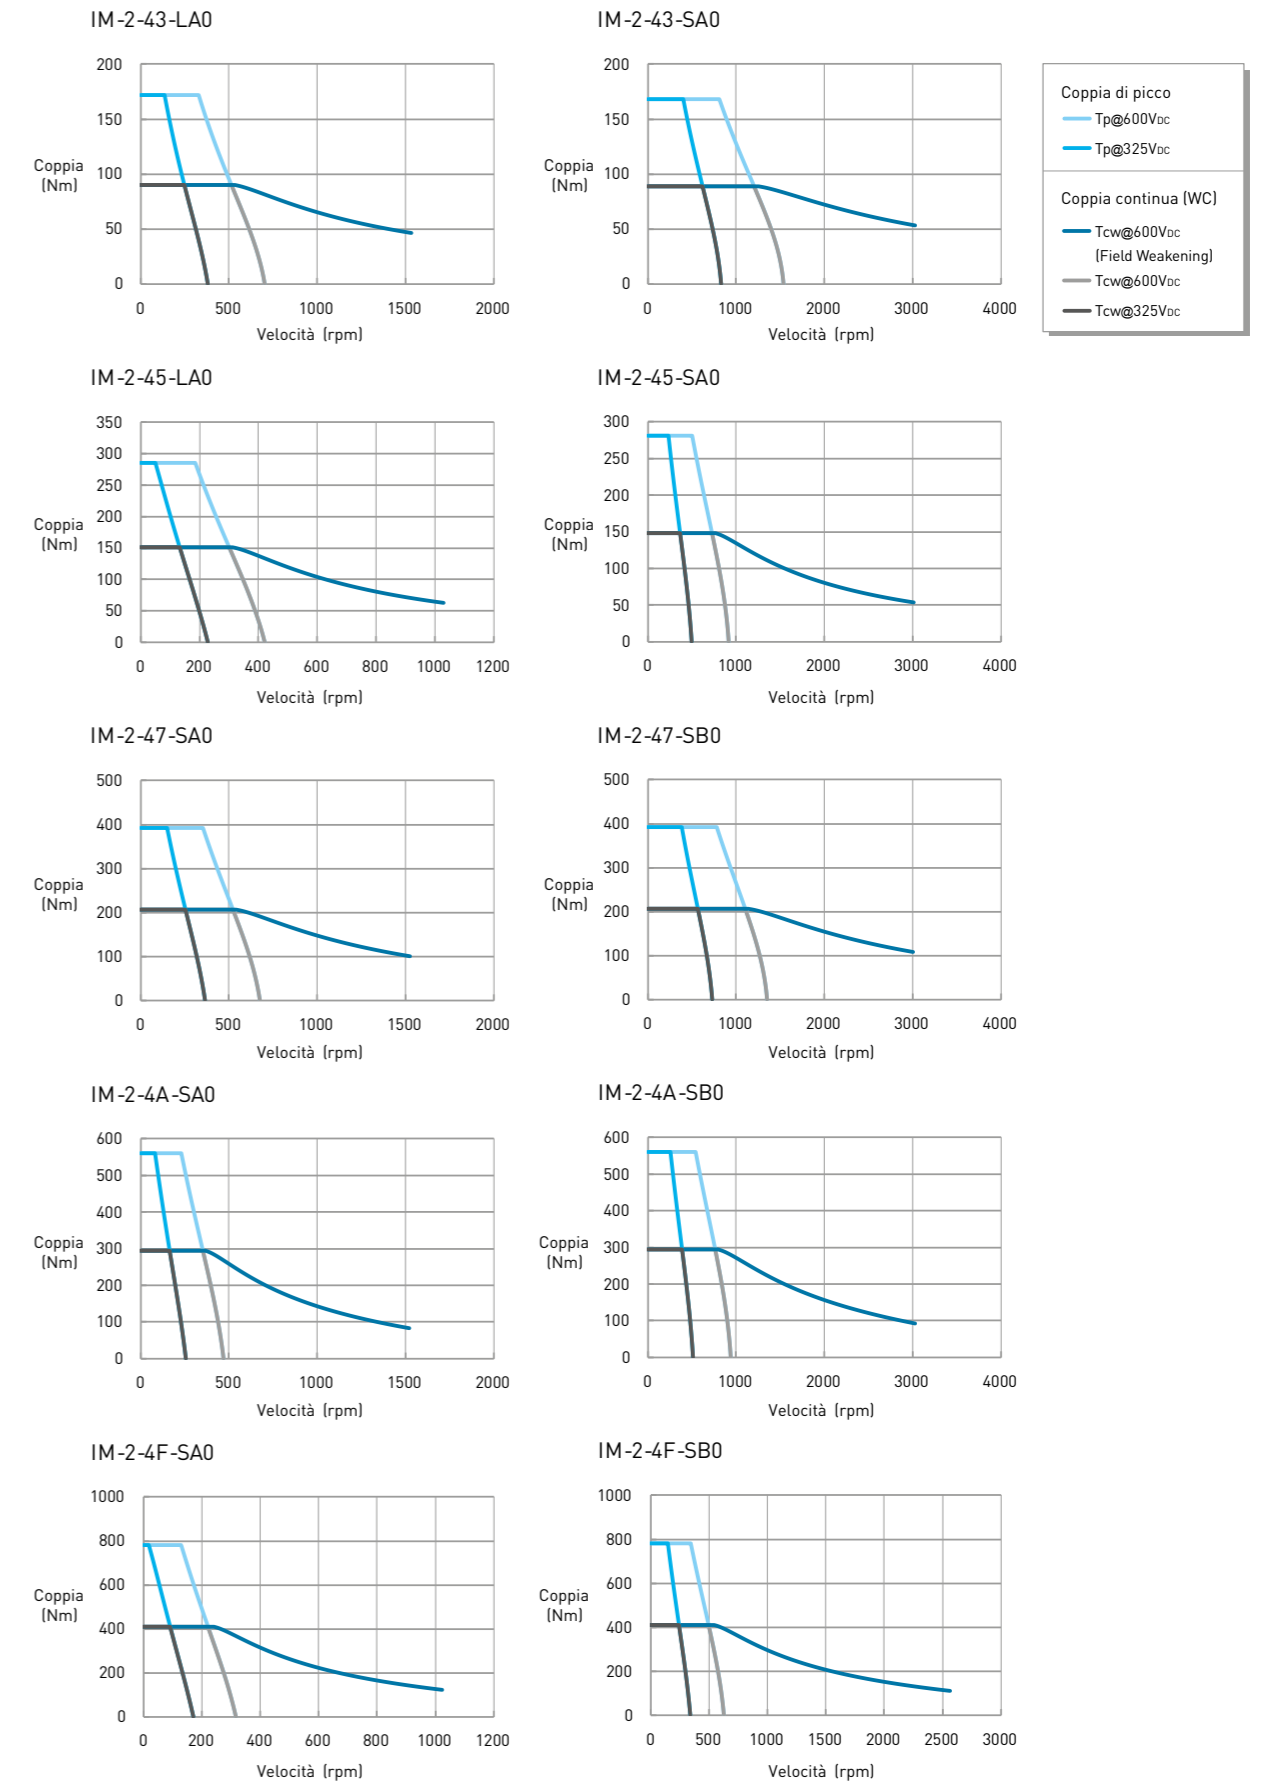 IM-2-43-LA0
200
150
100
50
0
Coppia
(Nm)
0 500 1000 1500 2000
Velocità (rpm)
IM-2-43-SA0
200
150
100
50
0
Coppia
(Nm)
0 1000 2000 3000 4000
Velocità (rpm)
Coppia di picco
Tp@600VDC
Tp@325VDC
Coppia continua (WC)
Tcw@600VDC
(Field Weakening)
Tcw@600VDC
Tcw@325VDC
IM-2-45-LA0
350
300
250
200
150
100
50
0
Coppia
(Nm)
0 200 400 600 800 1000 1200
Velocità (rpm)
IM-2-45-SA0
300
250
200
150
100
50
0
Coppia
(Nm)
0 1000 2000 3000 4000
Velocità (rpm)
IM-2-47-SA0
500
400
300
200
100
0
Coppia
(Nm)
0 500 1000 1500 2000
Velocità (rpm)
IM-2-47-SB0
500
400
300
200
100
0
Coppia
(Nm)
0 1000 2000 3000 4000
Velocità (rpm)
IM-2-4A-SA0
600
500
400
300
200
100
0
Coppia
(Nm)
0 500 1000 1500 2000
Velocità (rpm)
IM-2-4A-SB0
600
500
400
300
200
100
0
Coppia
(Nm)
0 1000 2000 3000 4000
Velocità (rpm)
IM-2-4F-SA0
1000
800
600
400
200
0
Coppia
(Nm)
0 200 400 600 800 1000 1200
Velocità (rpm)
IM-2-4F-SB0
1000
800
600
400
200
0
Coppia
(Nm)
0 500 1000 1500 2000 2500 3000
Velocità (rpm)